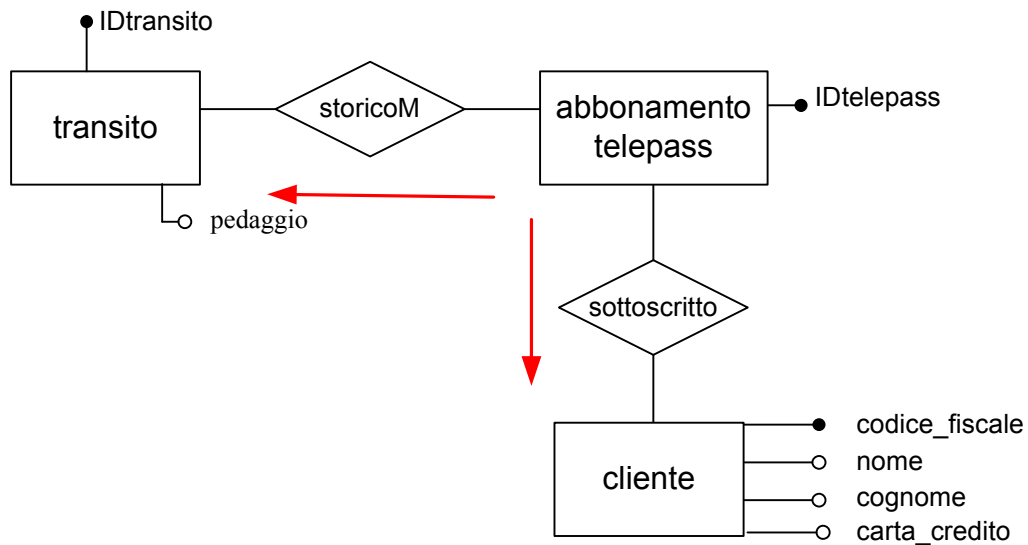 IDtransito
transito
storicoM
abbonamento
telepass
IDtelepass
pedaggio
sottoscritto
cliente
codice_fiscale
nome
cognome
carta_credito